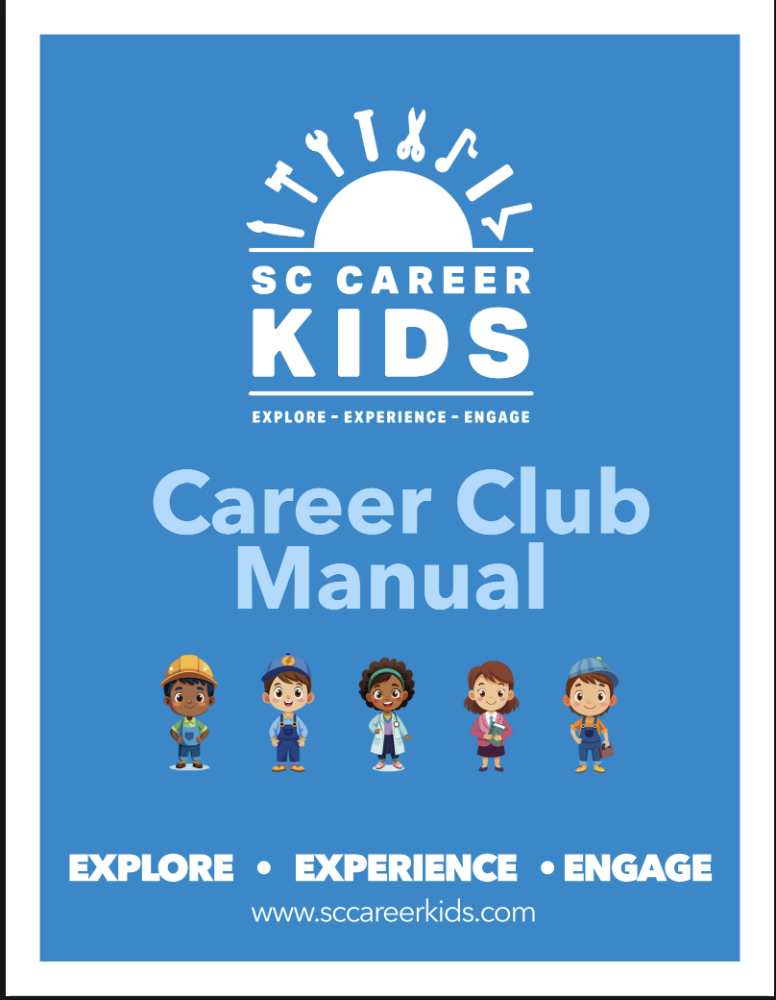 SC CAREER
KIDS
EXPLORE - EXPERIENCE - ENGAGE
Career Club
Manual
EXPLORE • EXPERIENCE • ENGAGE
www.sccareerkids.com